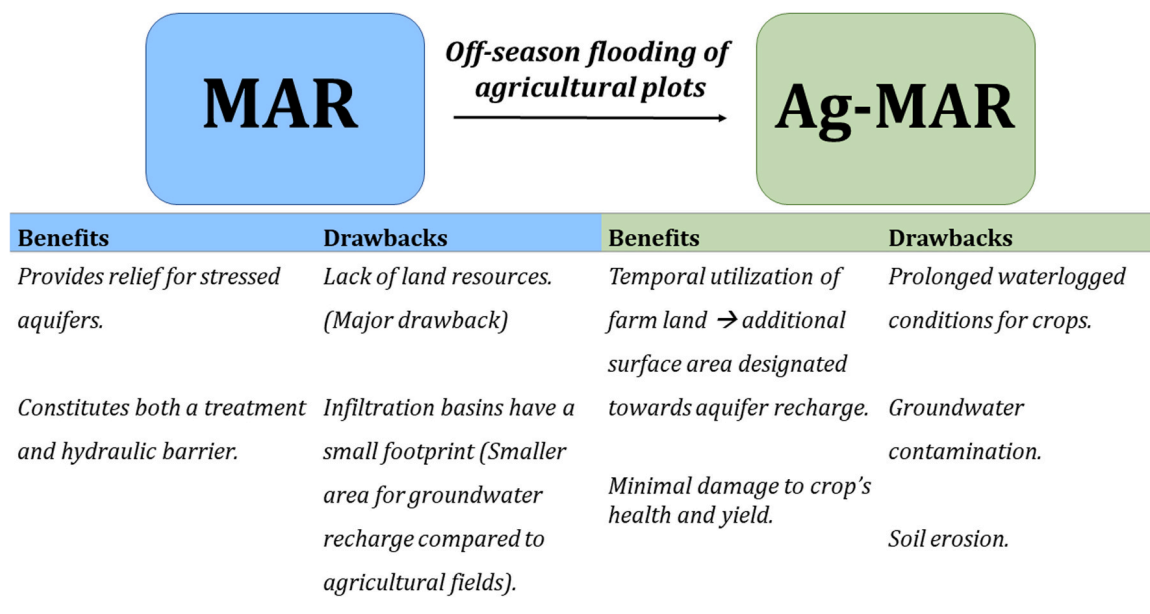 MAR
Off-season flooding of
agricultural plots
Ag-MAR
Benefits
Drawbacks
Benefits
Drawbacks
Provides relief for stressed
aquifers.
Constitutes both a treatment
and hydraulic barrier.
Lack of land resources.
(Major drawback)
Infiltration basins have a
small footprint (Smaller
area for groundwater
recharge compared to
agricultural fields).
Temporal utilization of
farm land → additional
surface area designated
towards aquifer recharge.
Minimal damage to crop's
health and yield.
Prolonged waterlogged
conditions for crops.
Groundwater
contamination.
Soil erosion.